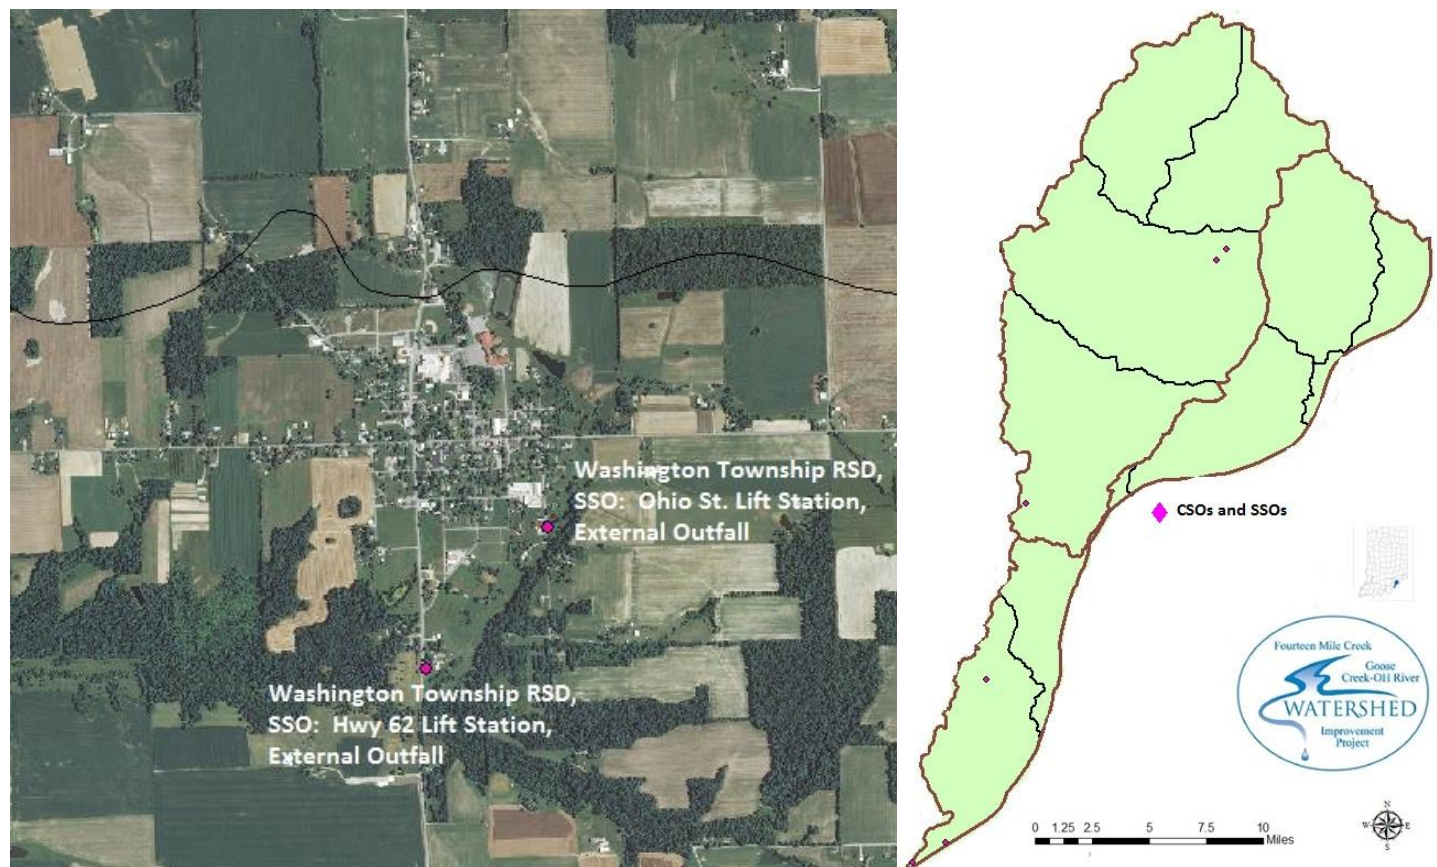 Washington Township RSD,
SSO: Ohio St. Lift Station,
External Outfall
Washington Township RSD,
SSO: Hwy 62 Lift Station,
External Outfall
CSOs and SSOs
Fourteen Mile Creek
Goose
Creek-OH River
WATERSHED
Improvement
Project
0 1.25 2.5 5 7.5 10
Miles
N
W E
S